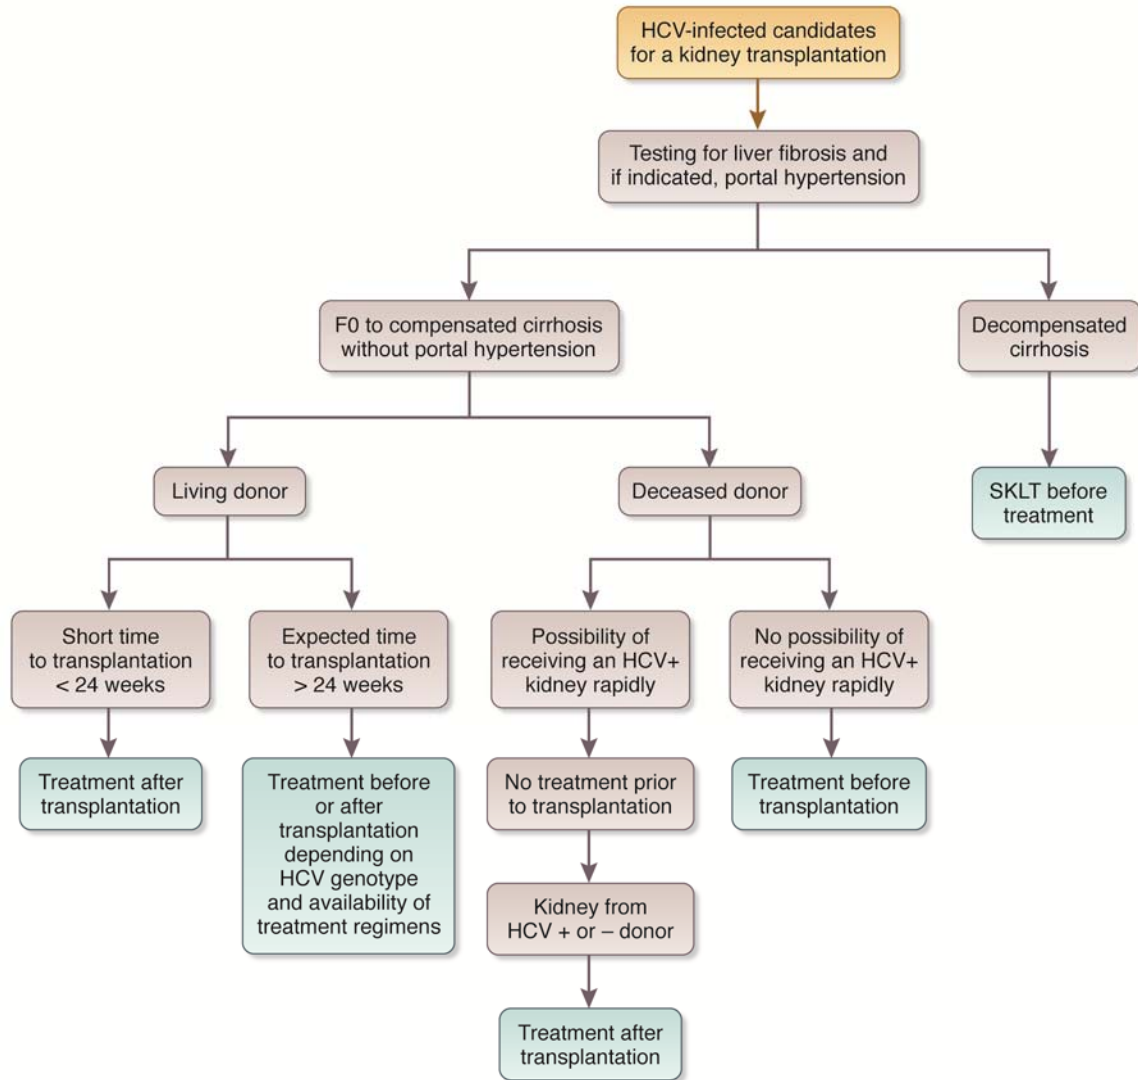 HCV-infected candidates
for a kidney transplantation
Testing for liver fibrosis and
if indicated, portal hypertension
F0 to compensated cirrhosis
without portal hypertension
Decompensated
cirrhosis
Living donor
Deceased donor
SKLT before
treatment
Short time
to transplantation
< 24 weeks
Expected time
to transplantation
> 24 weeks
Possibility of
receiving an HCV+
kidney rapidly
No possibility of
receiving an HCV+
kidney rapidly
Treatment after
transplantation
Treatment before
or after
transplantation
depending on
HCV genotype
and availability of
treatment regimens
No treatment prior
to transplantation
Treatment before
transplantation
Kidney from
HCV + or – donor
Treatment after
transplantation